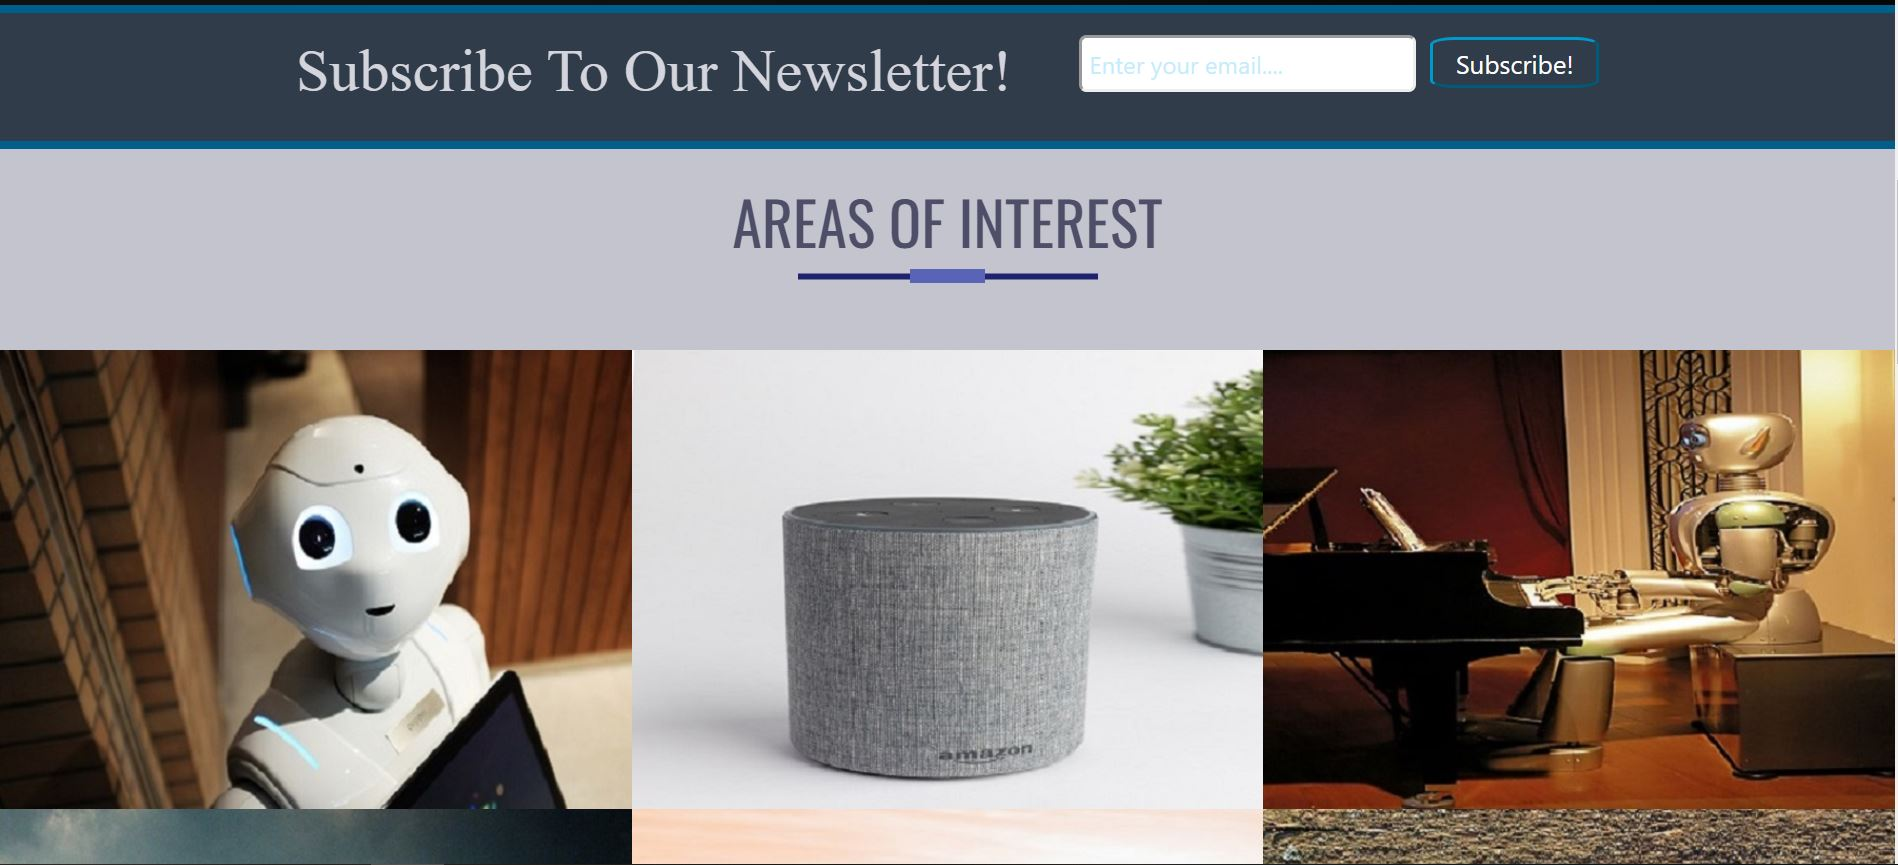 Subscribe To Our Newsletter!
Enter your email....
Subscribe!
AREAS OF INTEREST
amazon